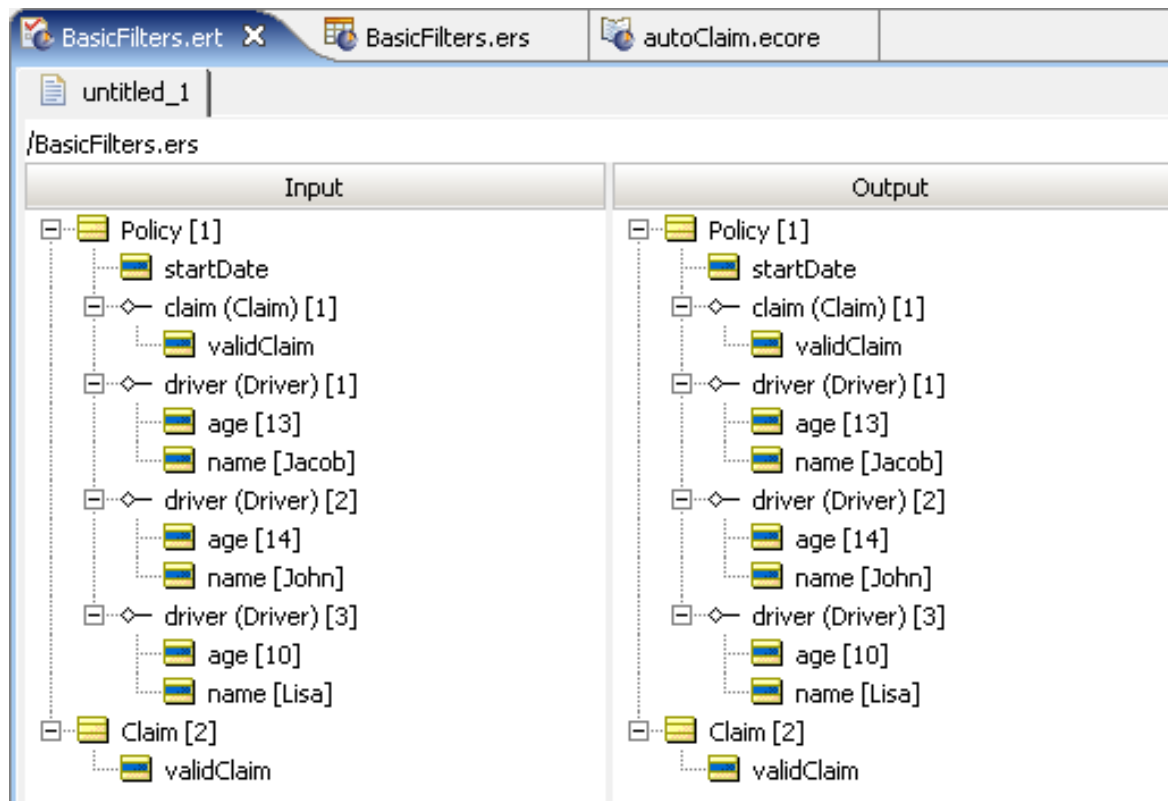 BasicFilters.ert
BasicFilters.ers
autoClaim.ecore
untitled_1
/BasicFilters.ers
Input
Policy [1]
startDate
claim (Claim) [1]
validClaim
driver (Driver) [1]
age [13]
name [Jacob]
driver (Driver) [2]
age [14]
name [John]
driver (Driver) [3]
age [10]
name [Lisa]
Claim [2]
validClaim
Output
Policy [1]
startDate
claim (Claim) [1]
validClaim
driver (Driver) [1]
age [13]
name [Jacob]
driver (Driver) [2]
age [14]
name [John]
driver (Driver) [3]
age [10]
name [Lisa]
Claim [2]
validClaim